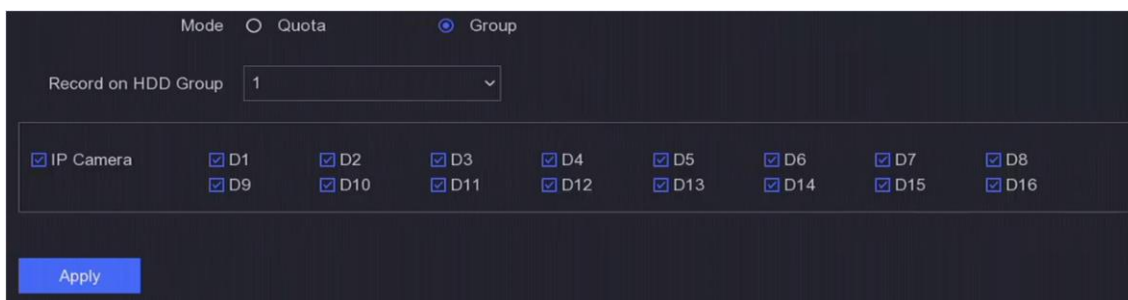 Mode Quota Group
Record on HDD Group 1
IP Camera D1 D2 D3 D4 D5 D6 D7 D8
D9 D10 D11 D12 D13 D14 D15 D16
Apply